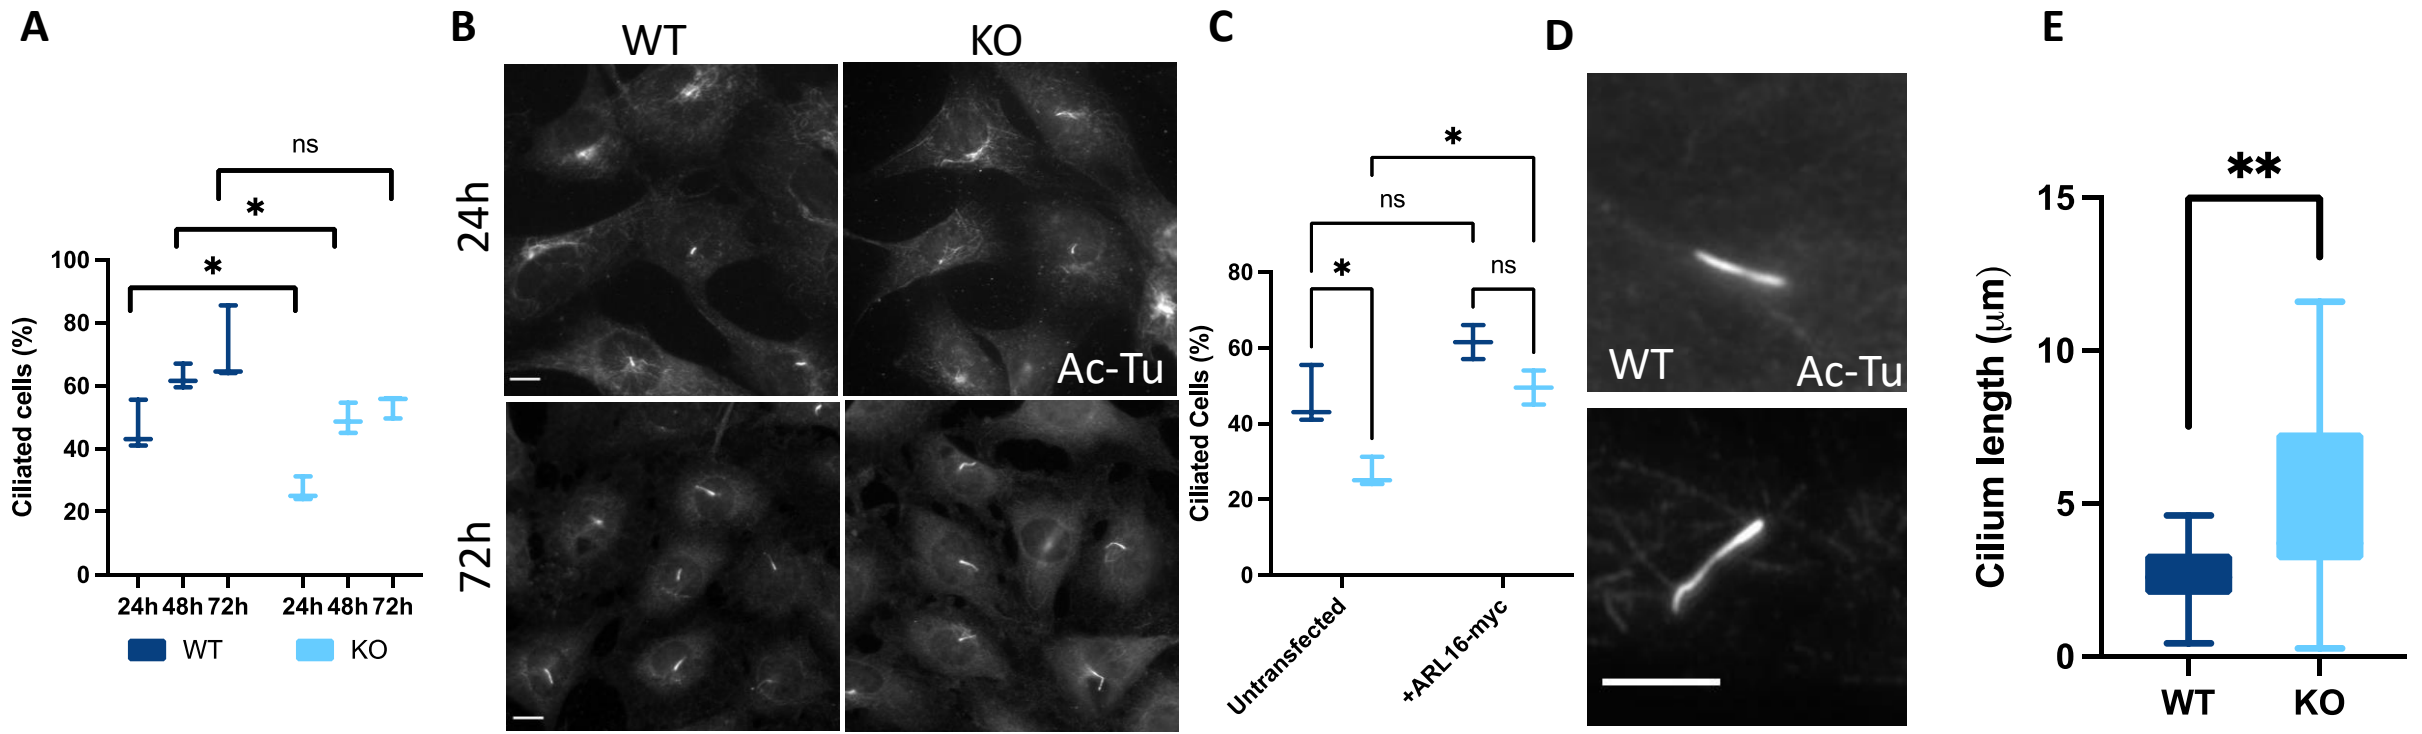 A
ns
*
*
100
80
60
40
20
0
Ciliated cells (%)
24h 48h 72h 24h 48h 72h
WT KO
B
WT KO
24h
72h
Ac-Tu
C
*
ns
* ns
80
60
40
20
0
Ciliated Cells (%)
Untransfected
+ARL16-myc
D
WT Ac-Tu
E
**
15
10
5
0
Cilium length (μm)
WT KO